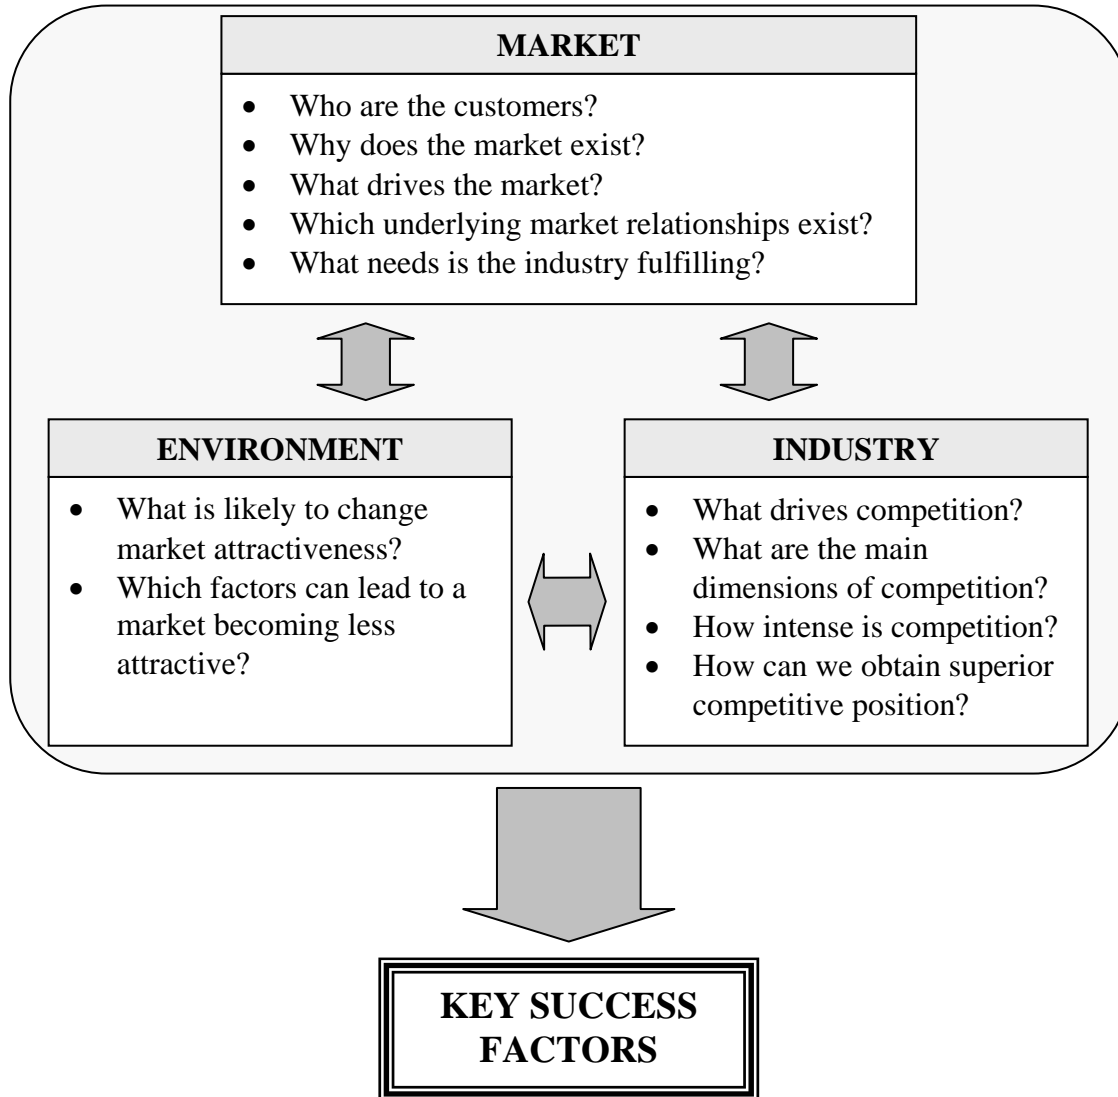 MARKET
• Who are the customers?
• Why does the market exist?
• What drives the market?
• Which underlying market relationships exist?
• What needs is the industry fulfilling?
ENVIRONMENT
• What is likely to change
market attractiveness?
• Which factors can lead to a
market becoming less
attractive?
INDUSTRY
• What drives competition?
• What are the main
dimensions of competition?
• How intense is competition?
• How can we obtain superior
competitive position?
KEY SUCCESS
FACTORS